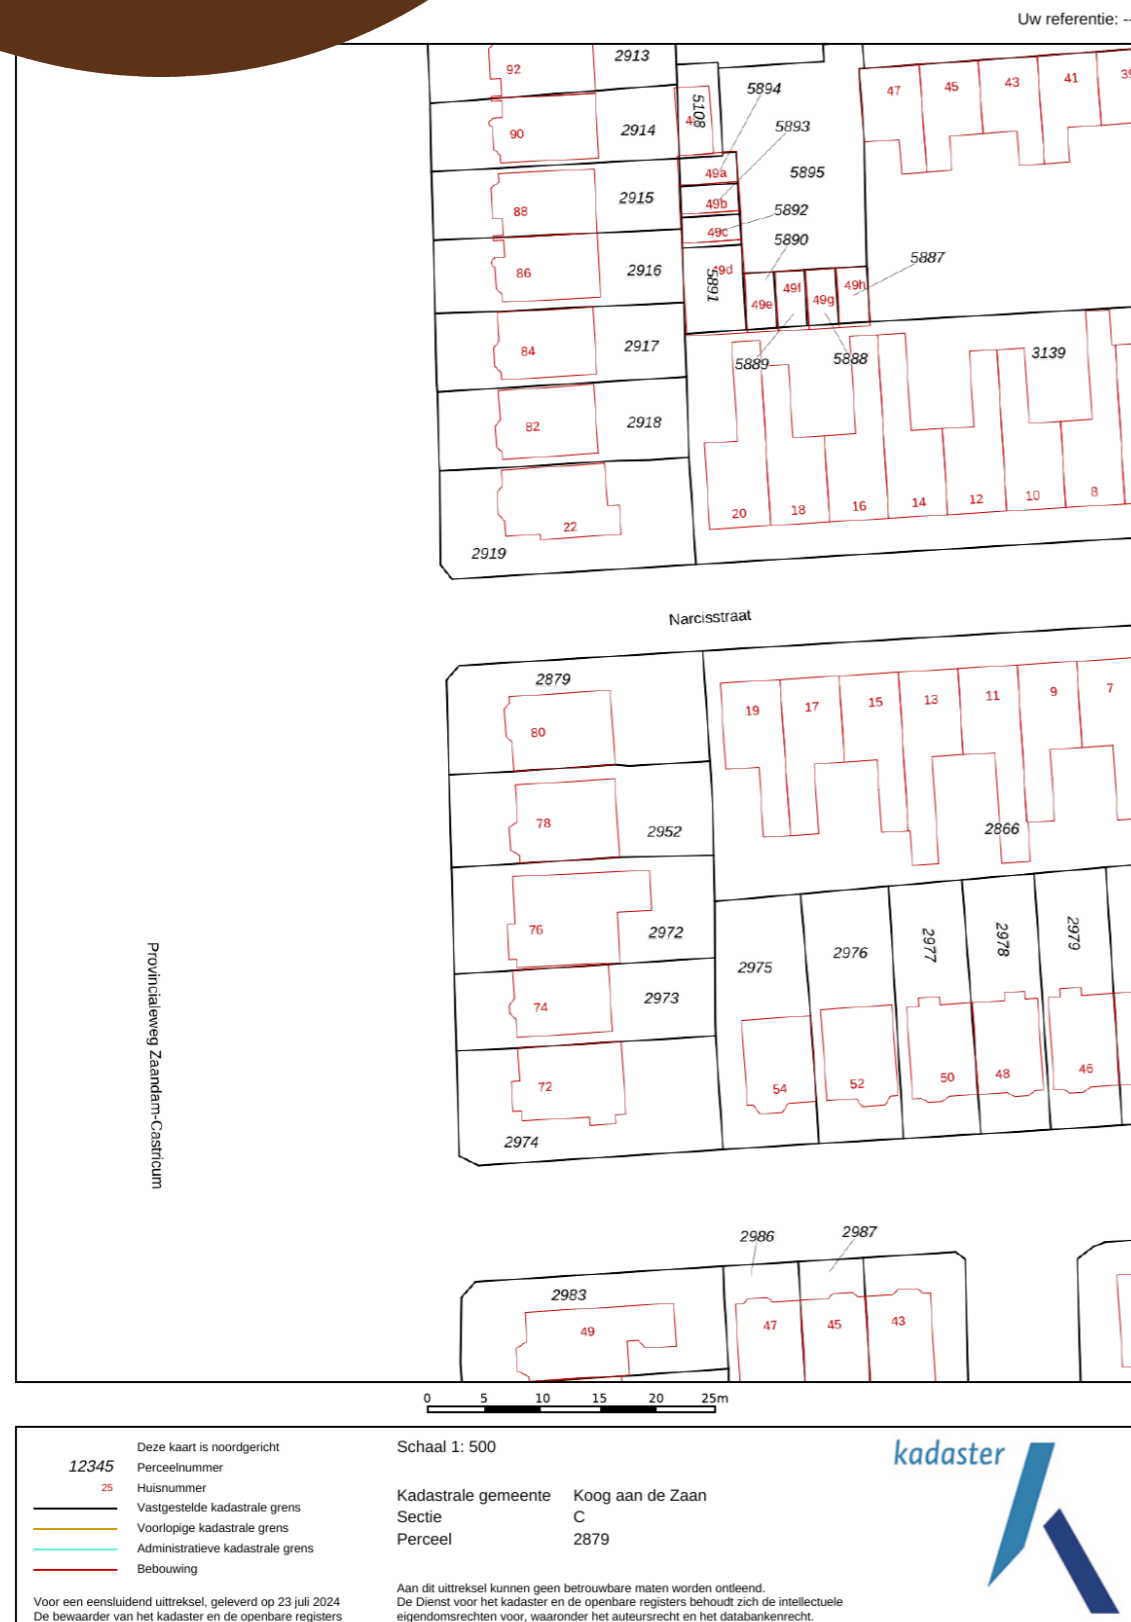 Uw referentie: --
92
2913
47
45
43
41
39
5894
5108
90
2914
5893
49a
5895
88
2915
49b
5892
49c
5890
86
2916
49d
5891
5887
49e
49f
49g
49h
84
2917
5889
5888
3139
82
2918
20
18
16
14
12
10
8
22
2919
Narcisstraat
2879
80
19
17
15
13
11
9
7
78
2952
2866
76
2972
2975
2976
2977
2978
2979
74
2973
Provincialeweg Zaandam-Castricum
72
54
52
50
48
46
2974
2986
2987
2983
49
47
45
43
0 5 10 15 20 25m
Deze kaart is noordgericht
12345 Perceelnummer
25 Huisnummer
Vastgestelde kadastrale grens
Voorlopige kadastrale grens
Administratieve kadastrale grens
Bebouwing
Voor een eensluidend uittreksel, geleverd op 23 juli 2024
De bewaarder van het kadaster en de openbare registers
Schaal 1: 500
Kadastrale gemeente Koog aan de Zaan
Sectie C
Perceel 2879
Aan dit uittreksel kunnen geen betrouwbare maten worden ontleend.
De Dienst voor het kadaster en de openbare registers behoudt zich de intellectuele
eigendomsrechten voor, waaronder het auteursrecht en het databankenrecht.
kadaster